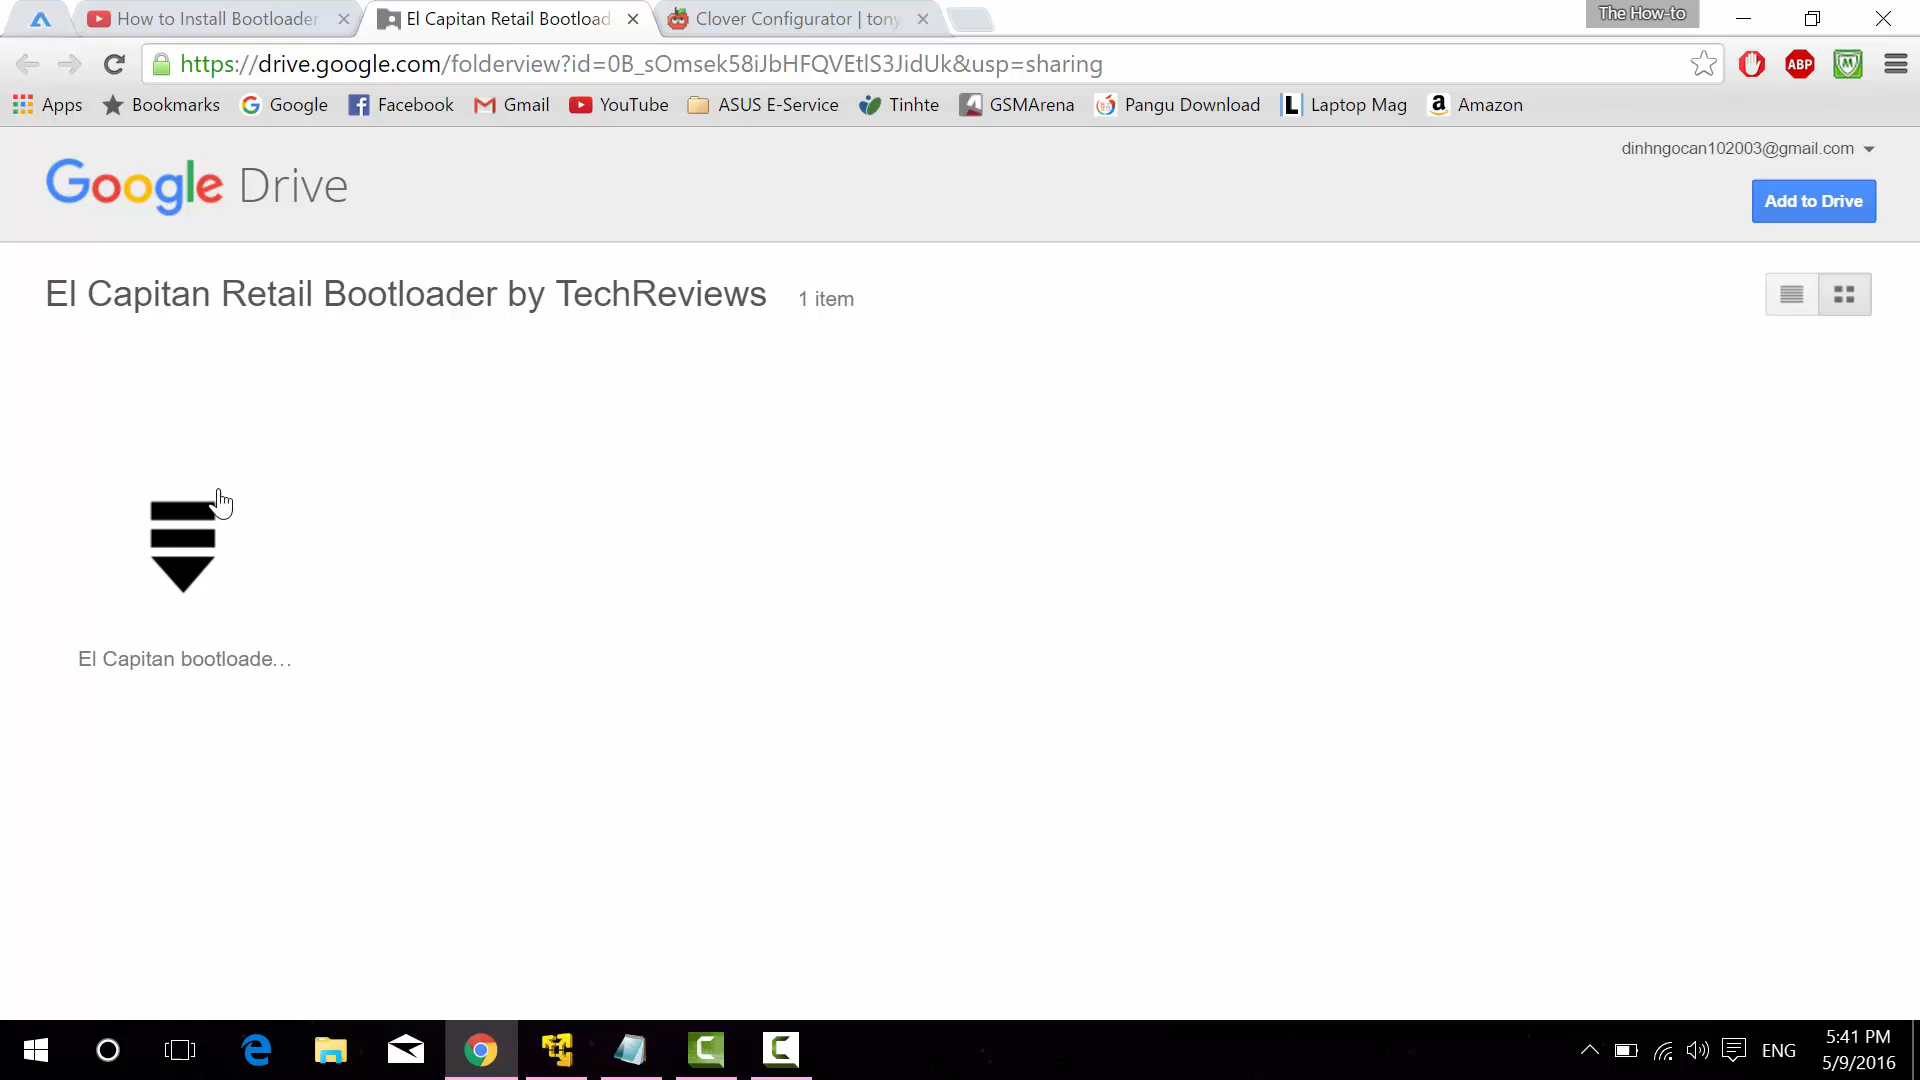 How to Install Bootloader
El Capitan Retail Bootload
Clover Configurator | tony
The How-to
https://drive.google.com/folderview?id=0B_sOmsek58iJbHFQVEtlS3JidUk&usp=sharing
ABP
Apps
Bookmarks
Google
Facebook
Gmail
YouTube
ASUS E-Service
Tinhte
GSMArena
Pangu Download
Laptop Mag
Amazon
Google Drive
dinhngocan102003@gmail.com
Add to Drive
El Capitan Retail Bootloader by TechReviews
1 item
El Capitan bootloade...
ENG
5:41 PM
5/9/2016